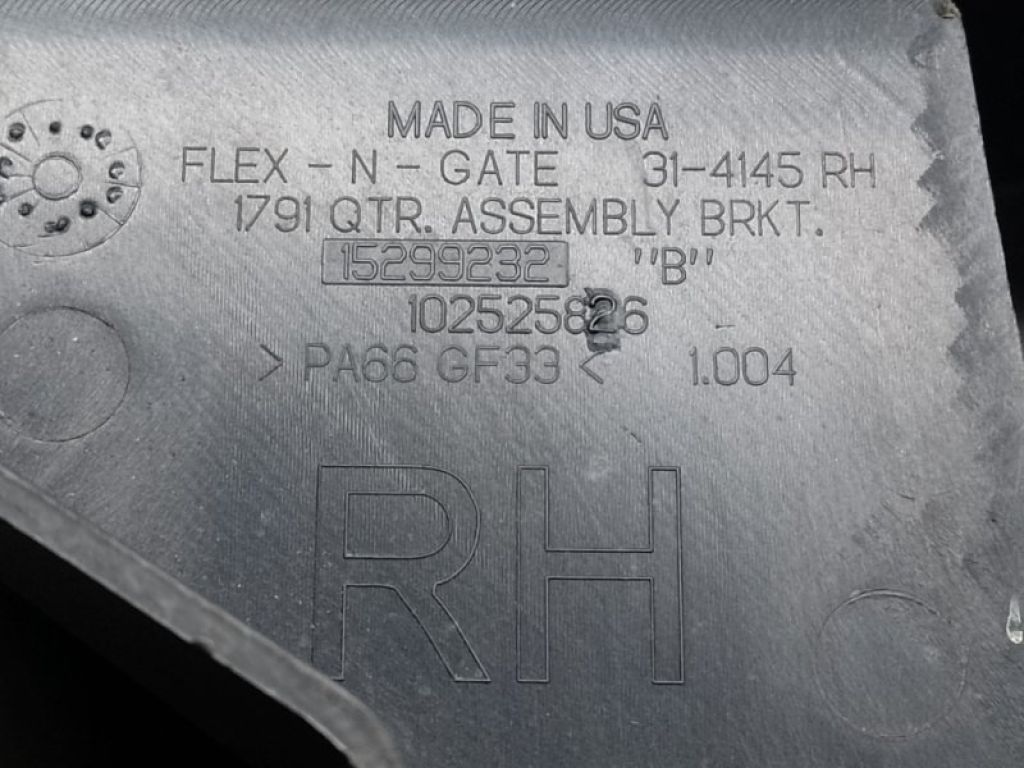 MADE IN USA
FLEX - N - GATE 31-4145 RH
1791 QTR. ASSEMBLY BRKT.
15299232 "B"
102525826
> PA66 GF33 < 1.004
RH